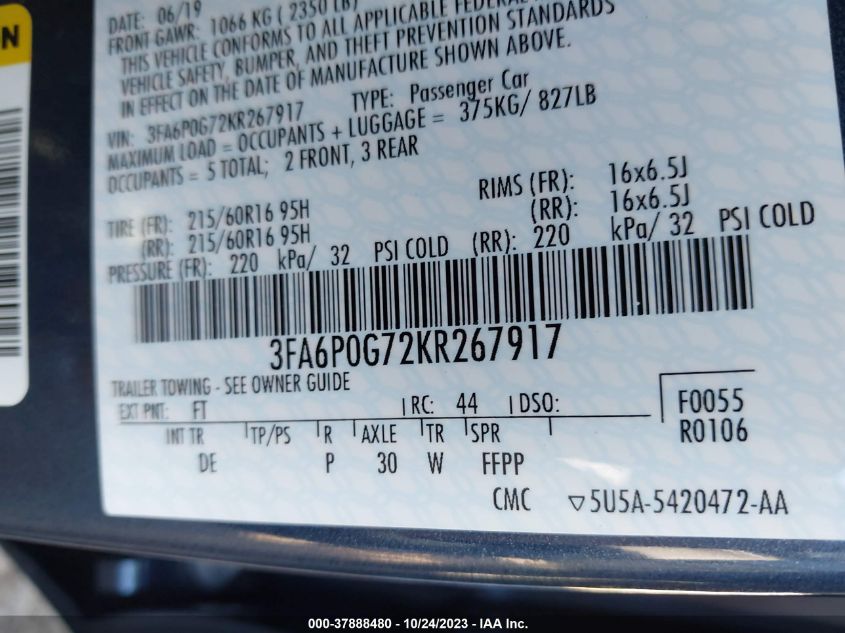 N
DATE: 06/19
FRONT GAWR: 1066 KG ( 2350 LB)
THIS VEHICLE CONFORMS TO ALL APPLICABLE FEDERAL
VEHICLE SAFETY, BUMPER, AND THEFT PREVENTION STANDARDS
IN EFFECT ON THE DATE OF MANUFACTURE SHOWN ABOVE.
VIN: 3FA6P0G72KR267917 TYPE: Passenger Car
MAXIMUM LOAD = OCCUPANTS + LUGGAGE = 375KG/ 827LB
OCCUPANTS = 5 TOTAL; 2 FRONT, 3 REAR
TIRE (FR): 215/60R16 95H RIMS (FR): 16x6.5J
(RR): 215/60R16 95H (RR): 16x6.5J
PRESSURE (FR): 220 kPa/ 32 PSI COLD (RR): 220 kPa/ 32 PSI COLD
3FA6P0G72KR267917
TRAILER TOWING - SEE OWNER GUIDE
EXT PNT: FT RC: 44 DSO: F0055
INT TR TP/PS R AXLE TR SPR R0106
DE P 30 W FFPP
CMC ▽5U5A-5420472-AA
000-37888480 - 10/24/2023 - IAA Inc.